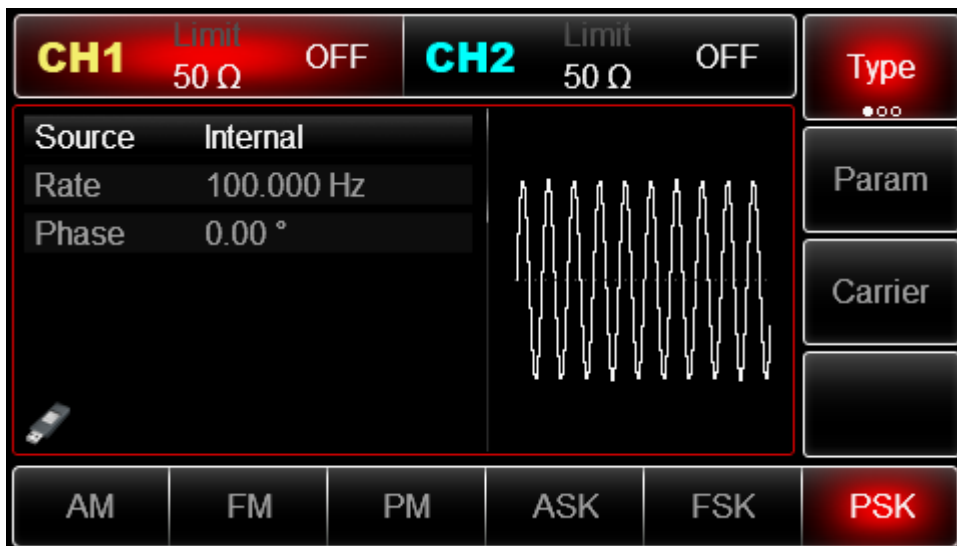 CH1 Limit 50 Ω OFF CH2 Limit 50 Ω OFF Type
Source Internal
Rate 100.000 Hz
Phase 0.00 °
Param
Carrier
AM FM PM ASK FSK PSK